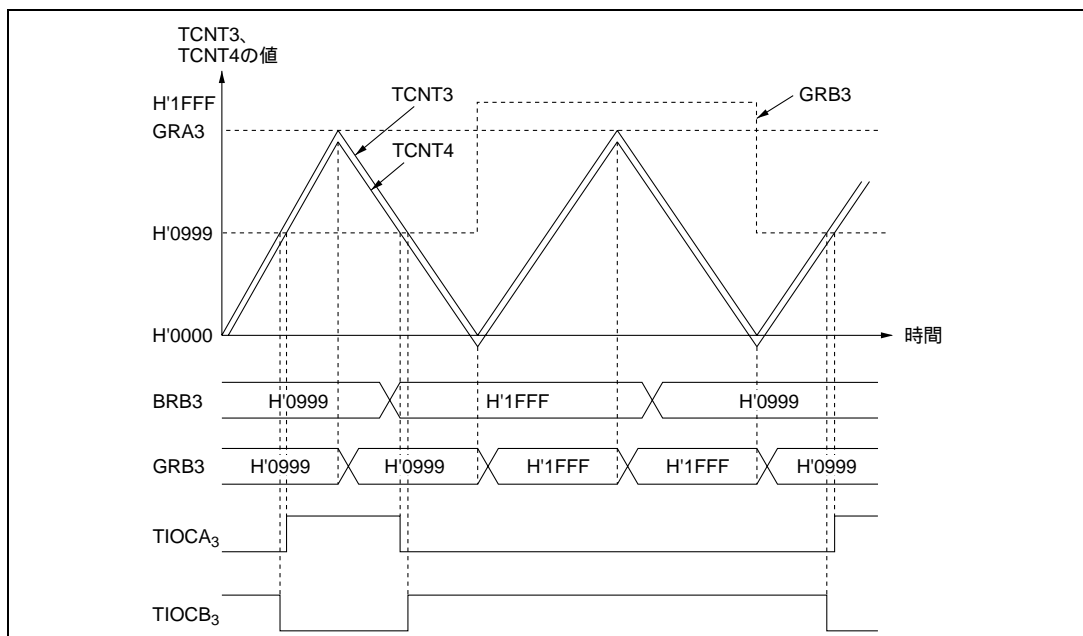 TCNT3、
TCNT4の値
H'1FFF
GRA3
TCNT3
GRB3
TCNT4
H'0999
H'0000
時間
BRB3 H'0999 H'1FFF H'0999
GRB3 H'0999 H'0999 H'1FFF H'1FFF H'0999
TIOCA3
TIOCB3